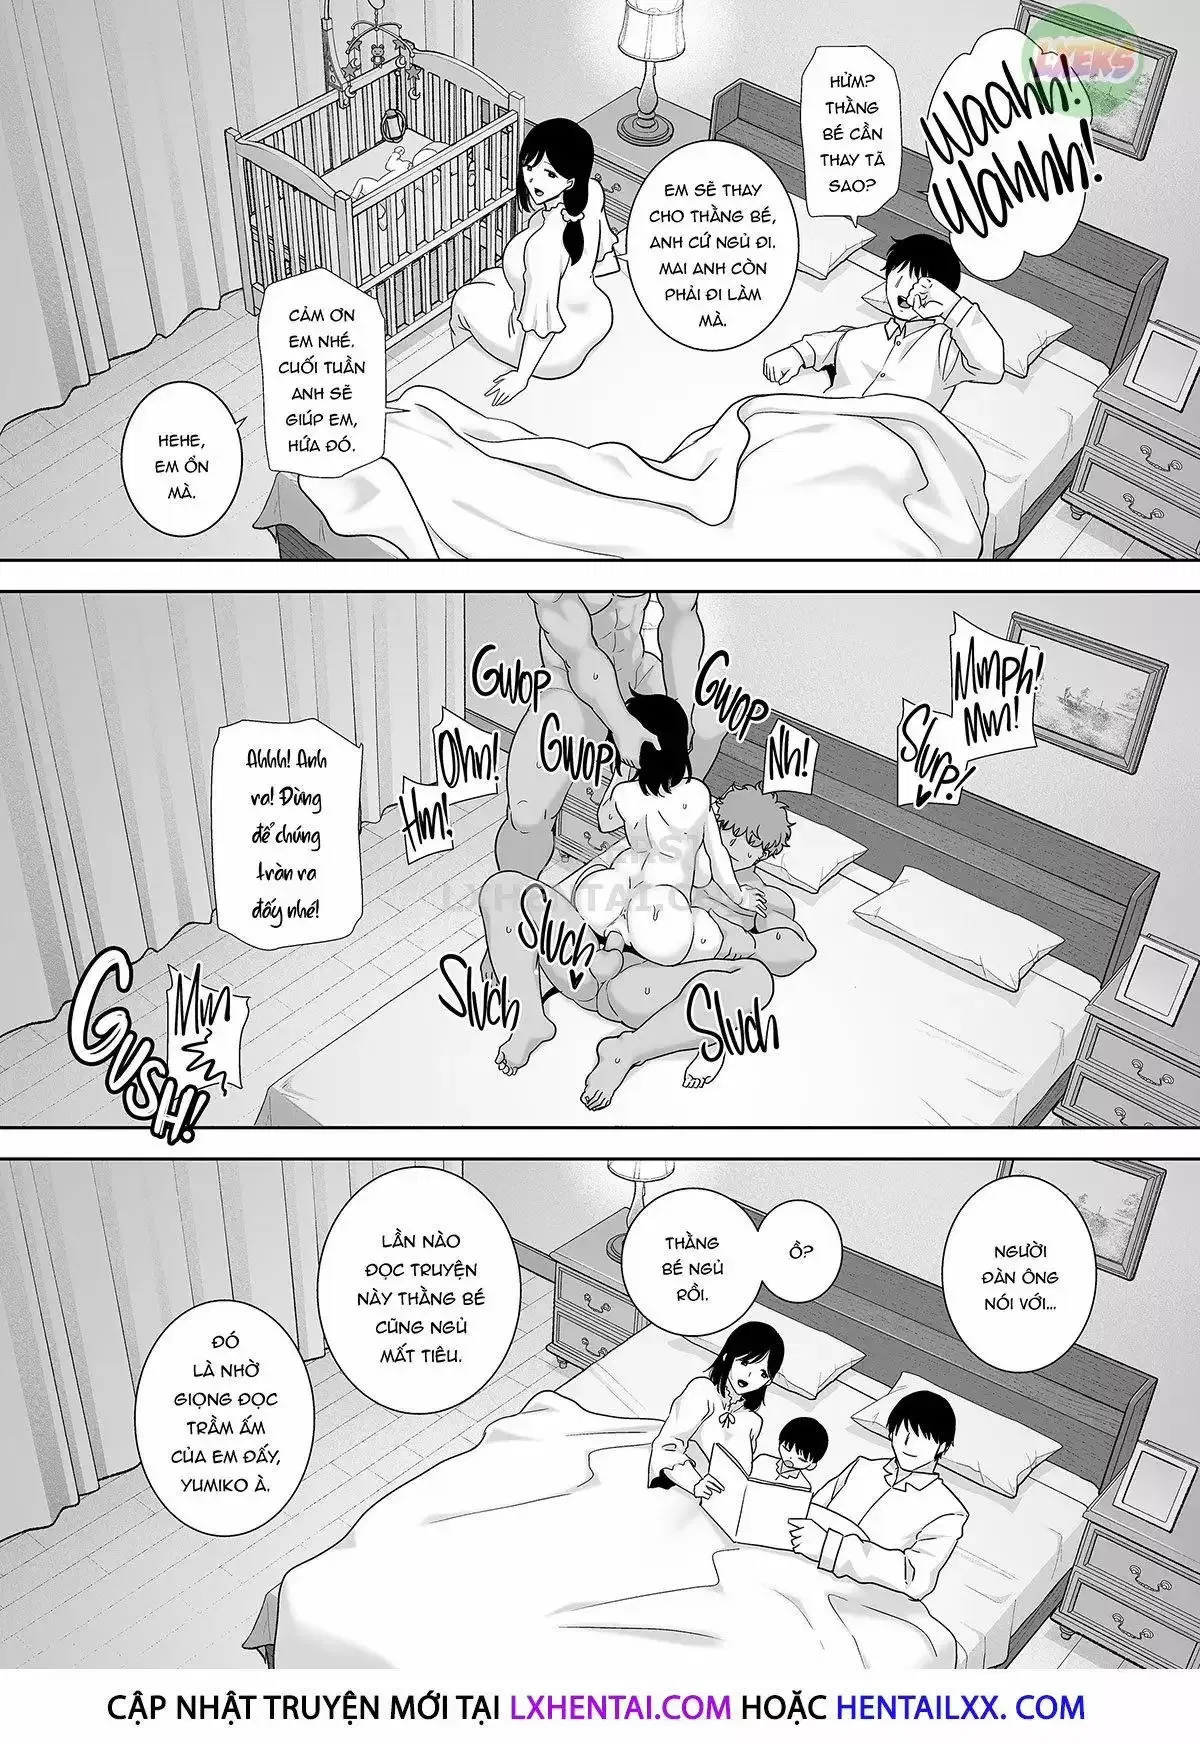 Waahh!
Wahhhh!
HỬM?
THẰNG
BÉ CẦN
THAY TÃ
SAO?
EM SẼ THAY
CHO THẰNG BÉ,
ANH CỨ NGỦ ĐI.
MAI ANH CÒN
PHẢI ĐI LÀM
MÀ.
CẢM ƠN
EM NHÉ.
CUỐI TUẦN
ANH SẼ
GIÚP EM,
HỨA ĐÓ.
HEHE,
EM ỔN
MÀ.
Mmph!
Mm!
Slurp!
Nh!
GWOP
GWOP
GWOP
Ohn!
Hm!
Ahhh! Anh
ra! Đừng
để chúng
tràn ra
đấy nhé!
Sluch
Sluch
Sluch
Mm
GUSH!
LXHENTAI.COM
NGƯỜI
ĐÀN ÔNG
NÓI VỚI...
Ồ?
THẰNG
BÉ NGỦ
RỒI.
LẦN NÀO
ĐỌC TRUYỆN
NÀY THẰNG BÉ
CŨNG NGỦ
MẤT TIÊU.
ĐÓ
LÀ NHỜ
GIỌNG ĐỌC
TRẦM ẤM
CỦA EM ĐẤY,
YUMIKO À.
CẬP NHẬT TRUYỆN MỚI TẠI LXHENTAI.COM HOẶC HENTAILXX. COM